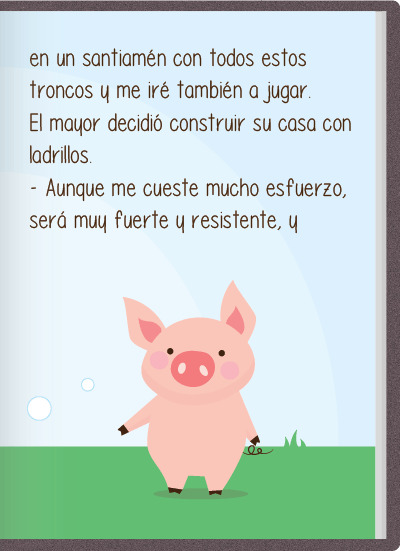 en un santiamén con todos estos
troncos y me iré también a jugar.
El mayor decidió construir su casa con
ladrillos.
- Aunque me cueste mucho esfuerzo,
será muy fuerte y resistente, y